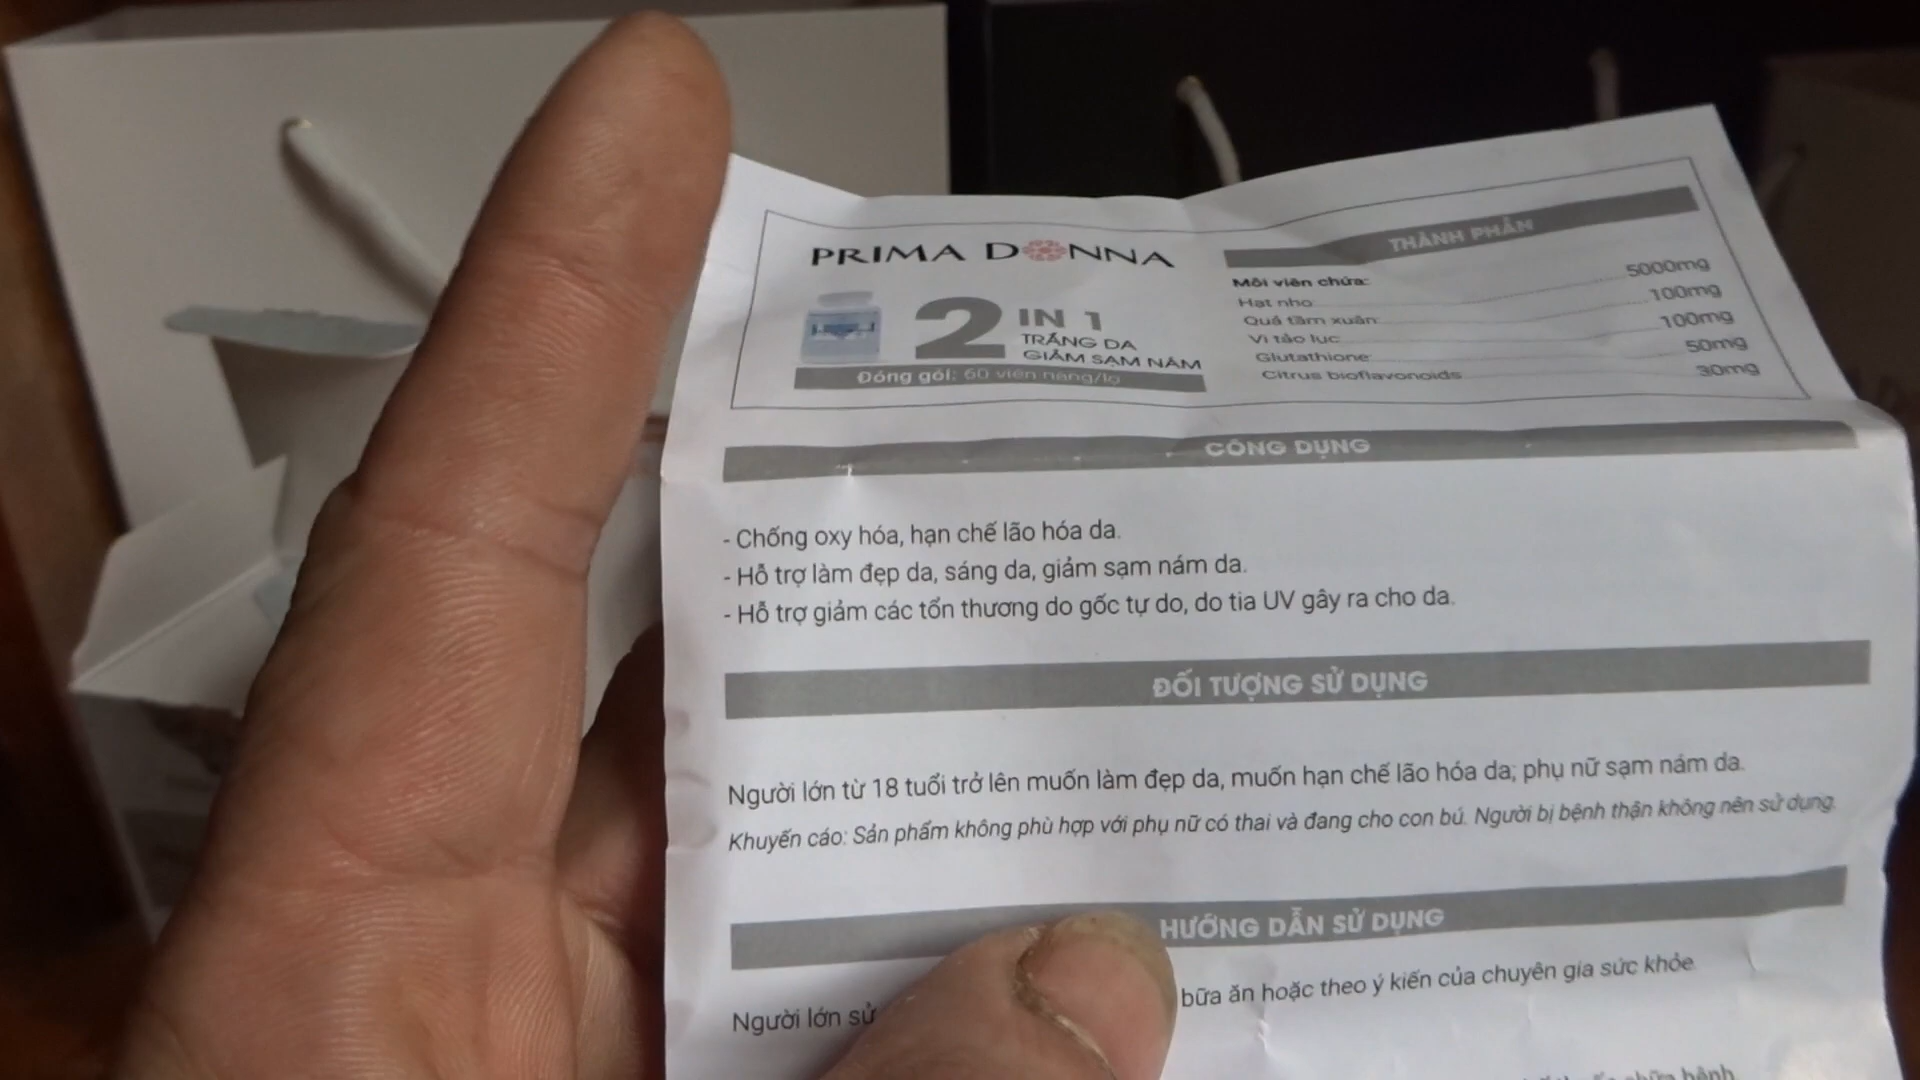 PRIMA DONNA
2 IN 1
TRẮNG DA
GIẢM SẠM NÁM
Đóng gói: 60 viên nang/lọ
THÀNH PHẦN
Mỗi viên chứa:
Hạt nho 5000mg
Quả tầm xuân 100mg
Vi tảo lục 100mg
Glutathione 50mg
Citrus bioflavonoids 30mg
CÔNG DỤNG
- Chống oxy hóa, hạn chế lão hóa da.
- Hỗ trợ làm đẹp da, sáng da, giảm sạm nám da.
- Hỗ trợ giảm các tổn thương do gốc tự do, do tia UV gây ra cho da.
ĐỐI TƯỢNG SỬ DỤNG
Người lớn từ 18 tuổi trở lên muốn làm đẹp da, muốn hạn chế lão hóa da; phụ nữ sạm nám da.
Khuyến cáo: Sản phẩm không phù hợp với phụ nữ có thai và đang cho con bú. Người bị bệnh thận không nên sử dụng.
HƯỚNG DẪN SỬ DỤNG
Người lớn sử bữa ăn hoặc theo ý kiến của chuyên gia sức khỏe
chữa bệnh